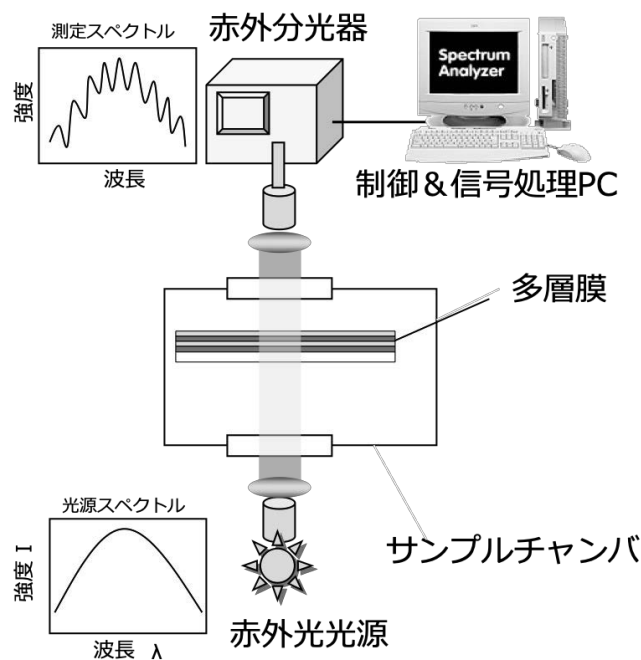 測定スペクトル
強度
波長
赤外分光器
Spectrum
Analyzer
制御＆信号処理PC
多層膜
サンプルチャンバ
光源スペクトル
強度 I
波長 λ
赤外光光源